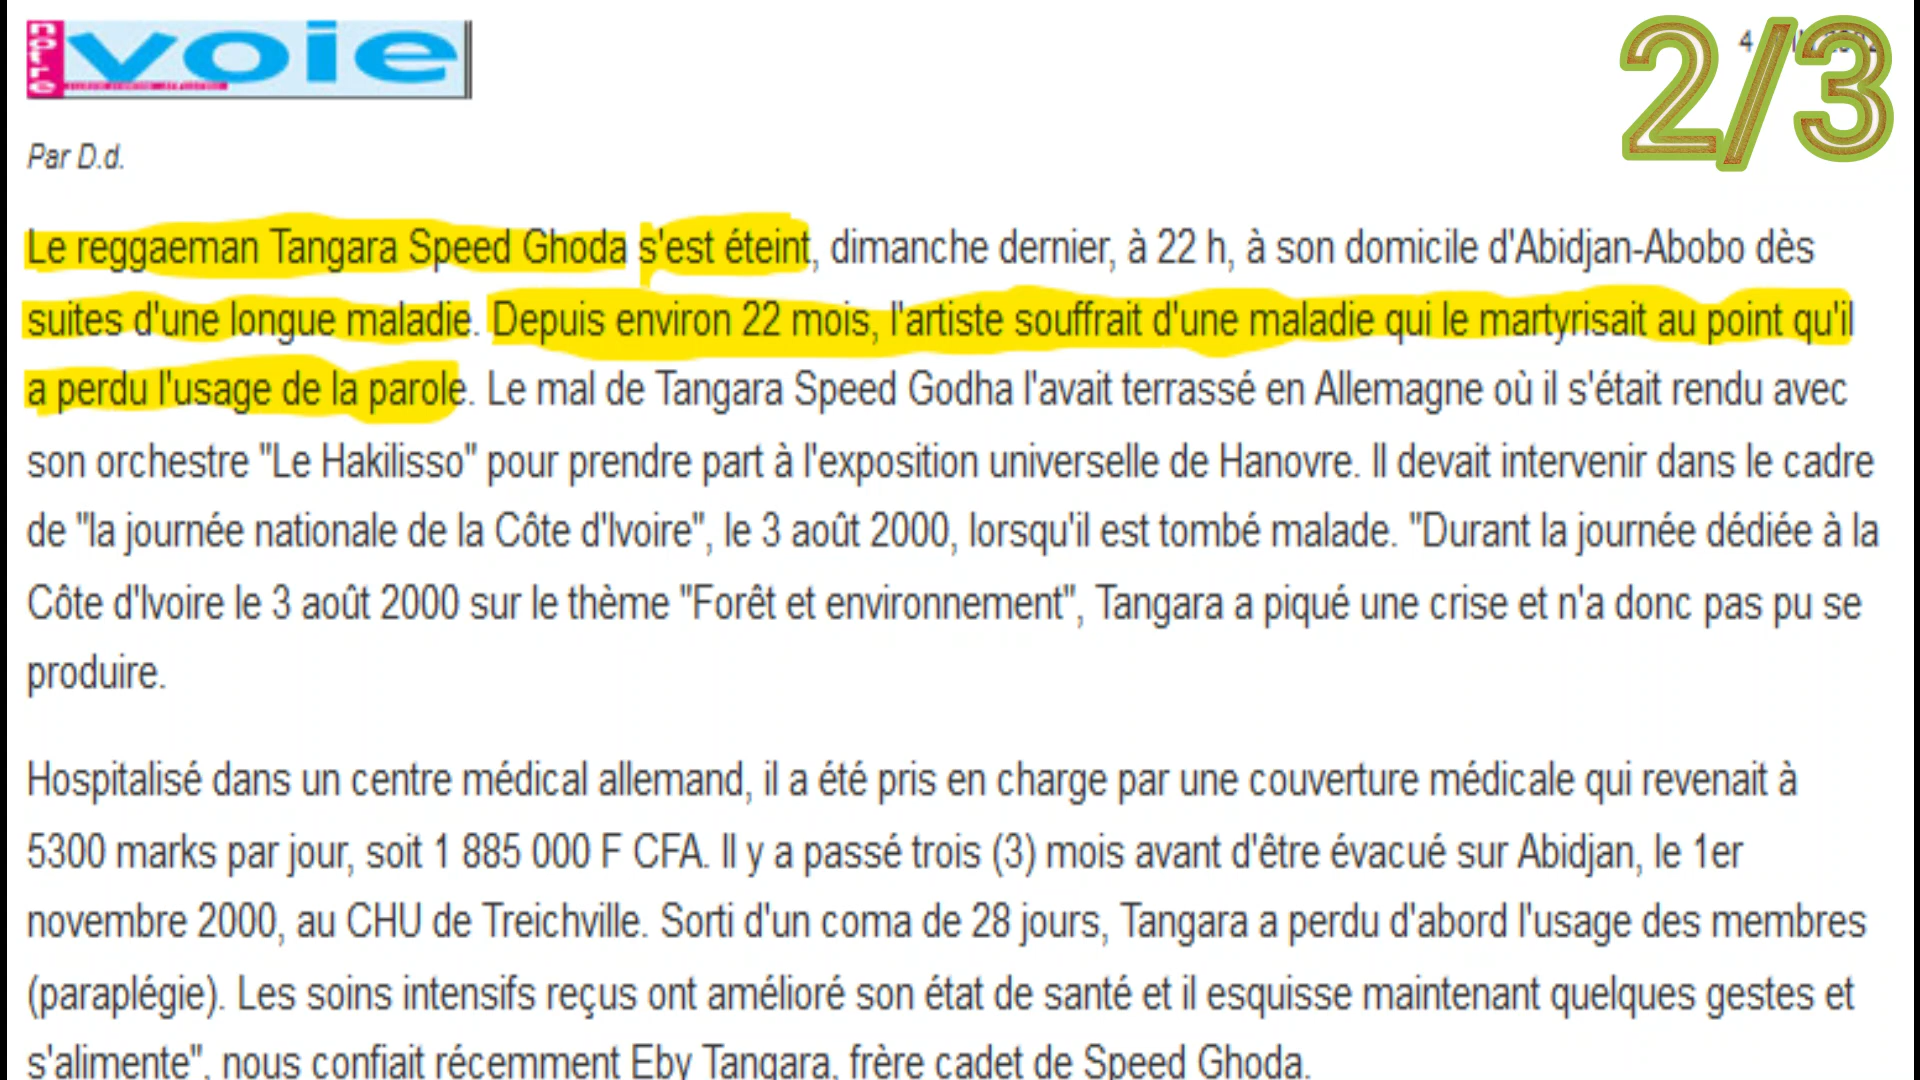 notre voie
2/3
4
Par D.d.
Le reggaeman Tangara Speed Ghoda s'est éteint, dimanche dernier, à 22 h, à son domicile d'Abidjan-Abobo dès
suites d'une longue maladie. Depuis environ 22 mois, l'artiste souffrait d'une maladie qui le martyrisait au point qu'il
a perdu l'usage de la parole. Le mal de Tangara Speed Godha l'avait terrassé en Allemagne où il s'était rendu avec
son orchestre "Le Hakilisso" pour prendre part à l'exposition universelle de Hanovre. Il devait intervenir dans le cadre
de "la journée nationale de la Côte d'Ivoire", le 3 août 2000, lorsqu'il est tombé malade. "Durant la journée dédiée à la
Côte d'Ivoire le 3 août 2000 sur le thème "Forêt et environnement", Tangara a piqué une crise et n'a donc pas pu se
produire.
Hospitalisé dans un centre médical allemand, il a été pris en charge par une couverture médicale qui revenait à
5300 marks par jour, soit 1 885 000 F CFA. Il y a passé trois (3) mois avant d'être évacué sur Abidjan, le 1er
novembre 2000, au CHU de Treichville. Sorti d'un coma de 28 jours, Tangara a perdu d'abord l'usage des membres
(paraplégie). Les soins intensifs reçus ont amélioré son état de santé et il esquisse maintenant quelques gestes et
s'alimente", nous confiait récemment Eby Tangara, frère cadet de Speed Ghoda.